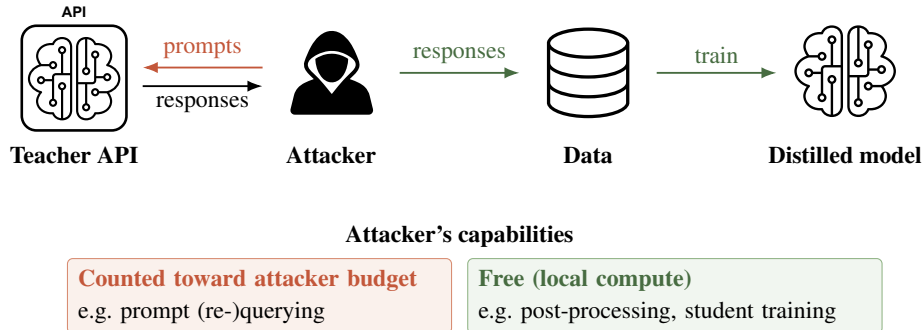 API
prompts
responses
responses
train
Teacher API
Attacker
Data
Distilled model
Attacker's capabilities
Counted toward attacker budget
e.g. prompt (re-)querying
Free (local compute)
e.g. post-processing, student training